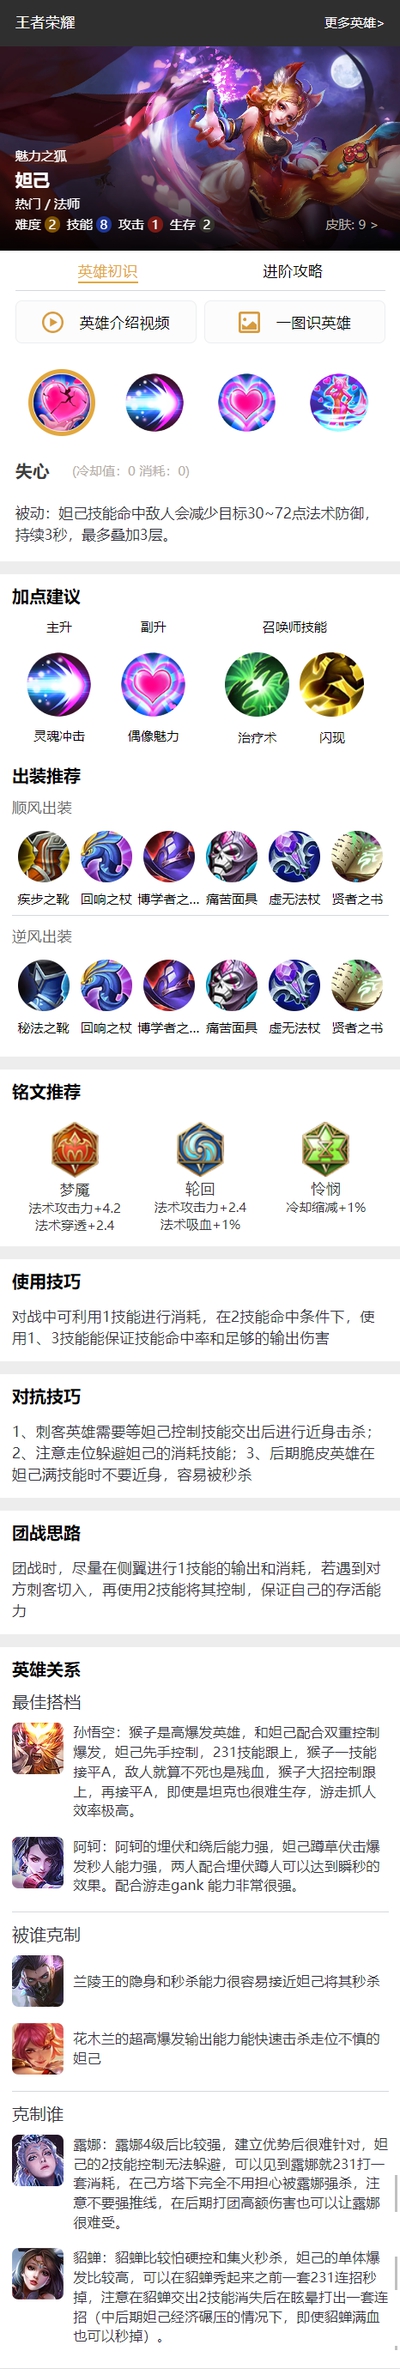 王者荣耀 更多英雄>
魅力之狐
妲己
热门 / 法师
难度 2 技能 8 攻击 1 生存 2 皮肤: 9 >
英雄初识 进阶攻略
英雄介绍视频 一图识英雄
失心 (冷却值：0 消耗：0)
被动：妲己技能命中敌人会减少目标30~72点法术防御，
持续3秒，最多叠加3层。
加点建议
主升 副升 召唤师技能
灵魂冲击 偶像魅力 治疗术 闪现
出装推荐
顺风出装
疾步之靴 回响之杖 博学者之... 痛苦面具 虚无法杖 贤者之书
逆风出装
秘法之靴 回响之杖 博学者之... 痛苦面具 虚无法杖 贤者之书
铭文推荐
梦魇 轮回 怜悯
法术攻击力+4.2 法术攻击力+2.4 冷却缩减+1%
法术穿透+2.4 法术吸血+1%
使用技巧
对战中可利用1技能进行消耗，在2技能命中条件下，使
用1、3技能能保证技能命中率和足够的输出伤害
对抗技巧
1、刺客英雄需要等妲己控制技能交出后进行近身击杀；
2、注意走位躲避妲己的消耗技能；3、后期脆皮英雄在
妲己满技能时不要近身，容易被秒杀
团战思路
团战时，尽量在侧翼进行1技能的输出和消耗，若遇到对
方刺客切入，再使用2技能将其控制，保证自己的存活能
力
英雄关系
最佳搭档
孙悟空：猴子是高爆发英雄，和妲己配合双重控制
爆发，妲己先手控制，231技能跟上，猴子一技能
接平A，敌人就算不死也是残血，猴子大招控制跟
上，再接平A，即使是坦克也很难生存，游走抓人
效率极高。
阿轲：阿轲的埋伏和绕后能力强，妲己蹲草伏击爆
发秒人能力强，两人配合埋伏蹲人可以达到瞬秒的
效果。配合游走gank 能力非常很强。
被谁克制
兰陵王的隐身和秒杀能力很容易接近妲己将其秒杀
花木兰的超高爆发输出能力能快速击杀走位不慎的
妲己
克制谁
露娜：露娜4级后比较强，建立优势后很难针对，妲
己的2技能控制无法躲避，可以见到露娜就231打一
套消耗，在己方塔下完全不用担心被露娜强杀，注
意不要强推线，在后期打团高额伤害也可以让露娜
很难受。
貂蝉：貂蝉比较怕硬控和集火秒杀，妲己的单体爆
发比较高，可以在貂蝉秀起来之前一套231连招秒
掉，注意在貂蝉交出2技能消失后在眩晕打出一套连
招（中后期妲己经济碾压的情况下，即使貂蝉满血
也可以秒掉）。